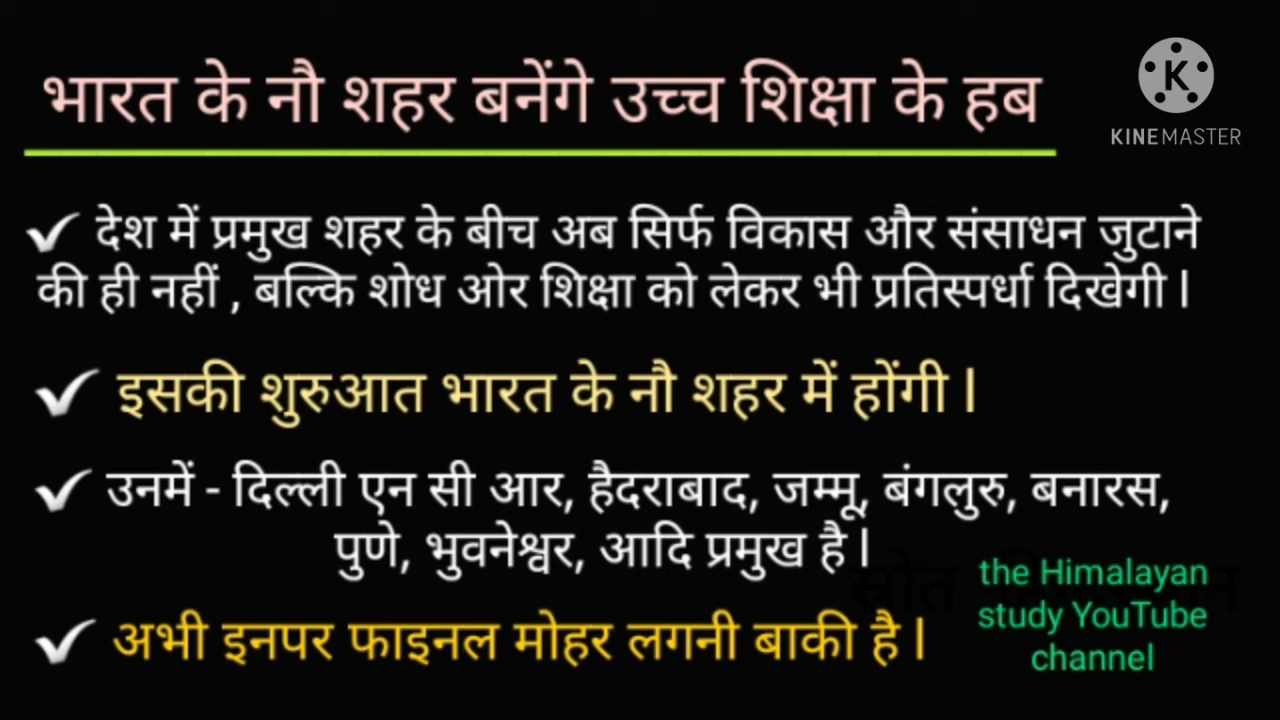 भारत के नौ शहर बनेंगे उच्च शिक्षा के हब
KINEMASTER
देश में प्रमुख शहर के बीच अब सिर्फ विकास और संसाधन जुटाने
की ही नहीं , बल्कि शोध ओर शिक्षा को लेकर भी प्रतिस्पर्धा दिखेगी l
इसकी शुरुआत भारत के नौ शहर में होंगी l
उनमें - दिल्ली एन सी आर, हैदराबाद, जम्मू, बंगलुरु, बनारस,
पुणे, भुवनेश्वर, आदि प्रमुख है l
स्रोत
the Himalayan
study YouTube
channel
अभी इनपर फाइनल मोहर लगनी बाकी है l